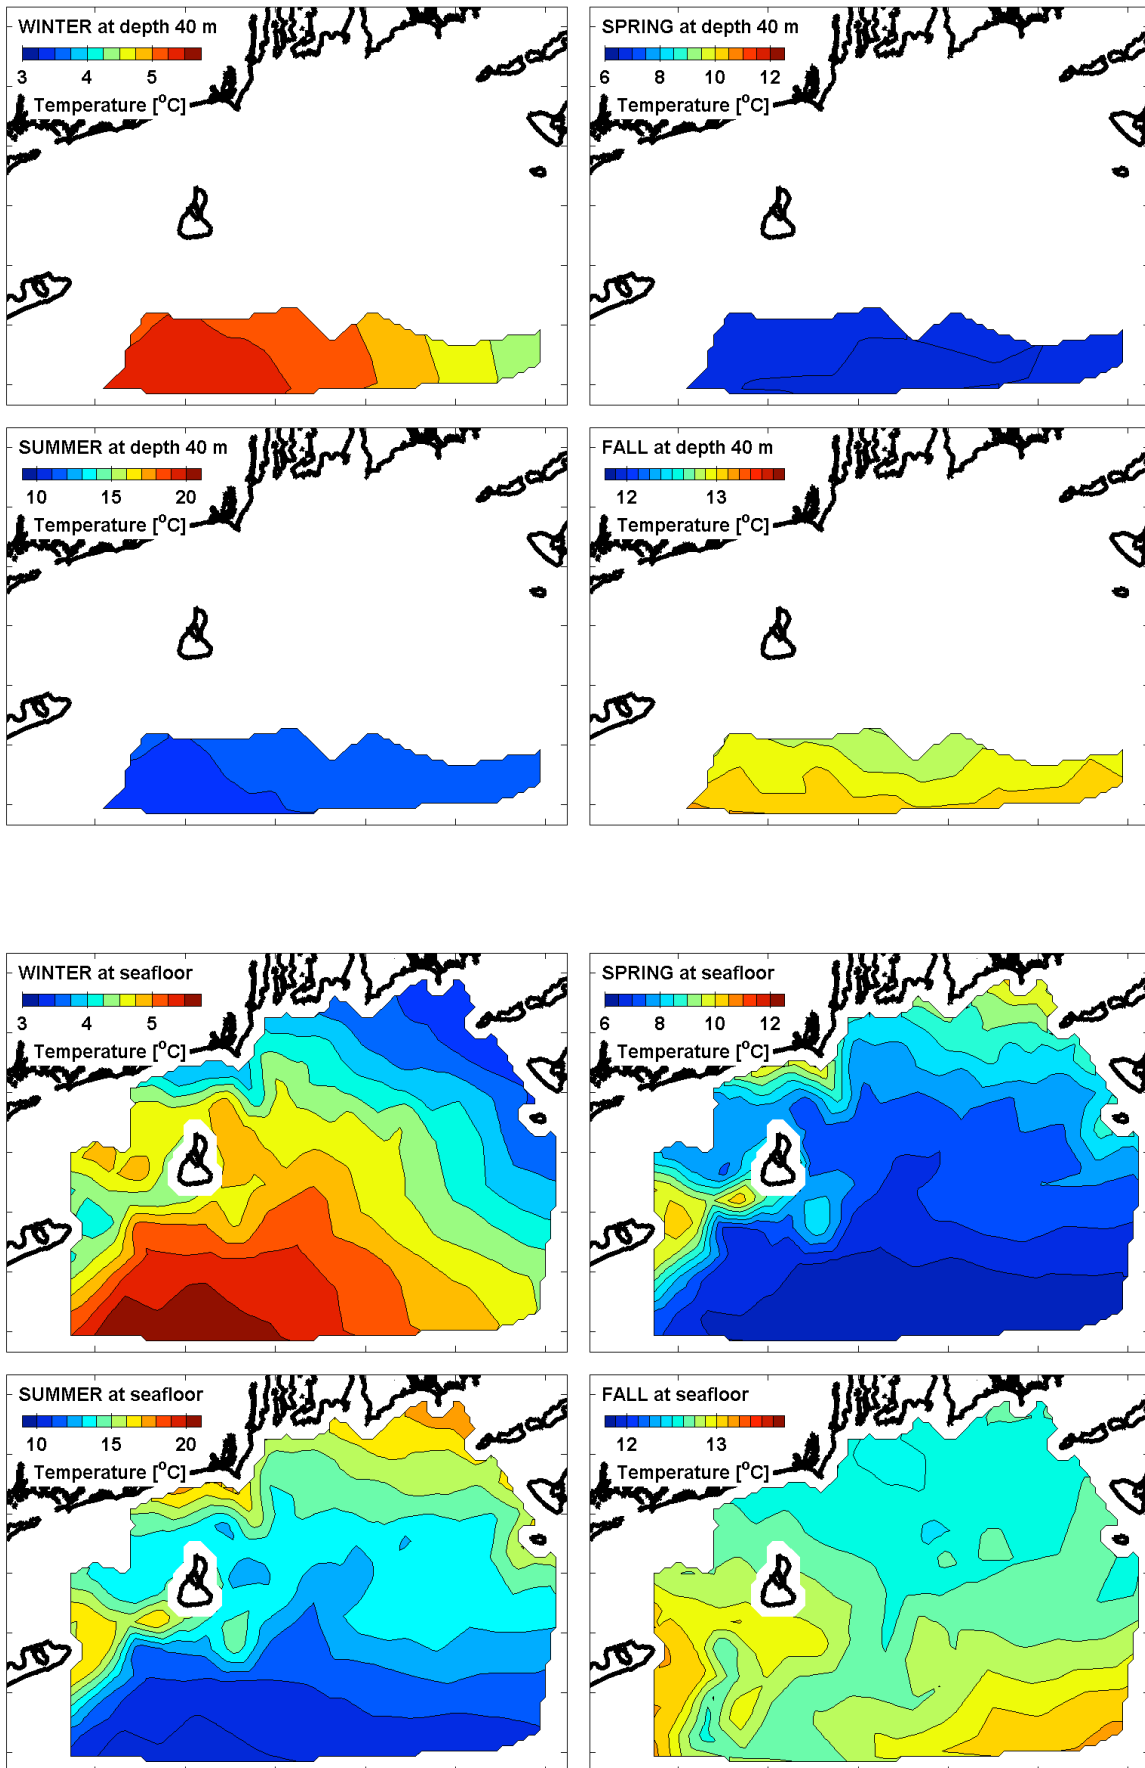 WINTER at depth 40 m
3 4 5
Temperature [°C]
SPRING at depth 40 m
6 8 10 12
Temperature [°C]
SUMMER at depth 40 m
10 15 20
Temperature [°C]
FALL at depth 40 m
12 13
Temperature [°C]
WINTER at seafloor
3 4 5
Temperature [°C]
SPRING at seafloor
6 8 10 12
Temperature [°C]
SUMMER at seafloor
10 15 20
Temperature [°C]
FALL at seafloor
12 13
Temperature [°C]